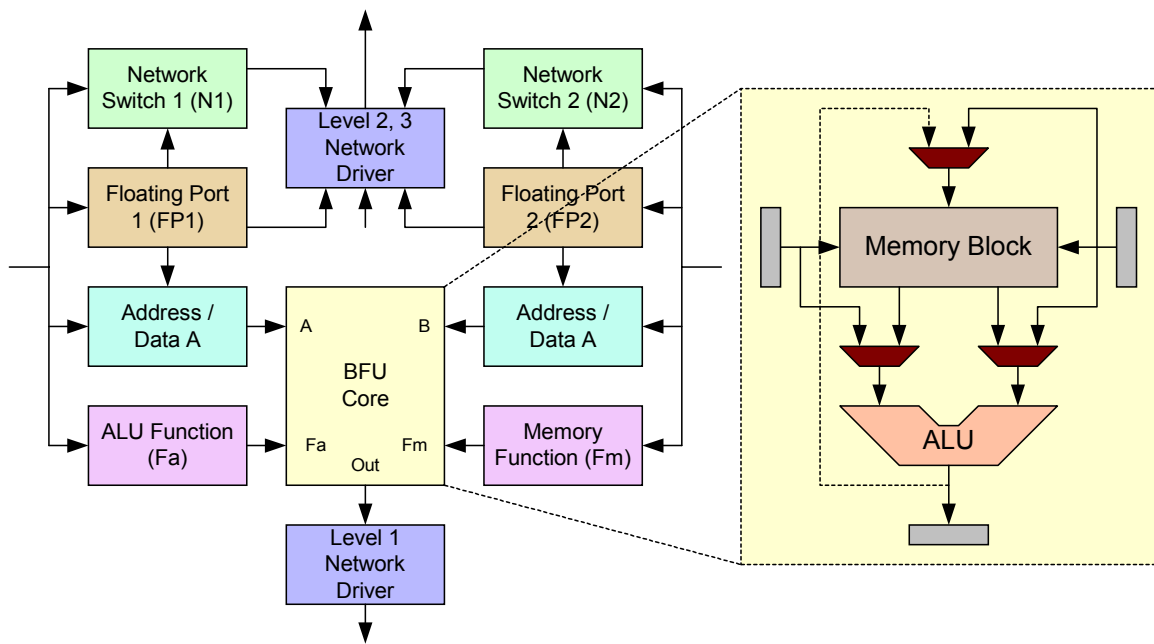 Network
Switch 1 (N1)
Network
Switch 2 (N2)
Level 2, 3
Network
Driver
Floating Port
1 (FP1)
Floating Port
2 (FP2)
Memory Block
Address /
Data A
A
B
Address /
Data A
BFU
Core
ALU Function
(Fa)
Fa
Fm
Out
Memory
Function (Fm)
ALU
Level 1
Network
Driver